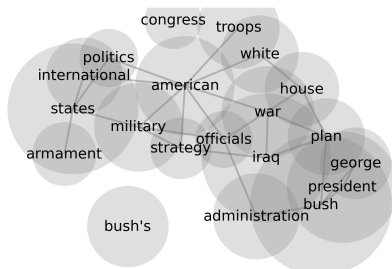 congress
troops
white
politics
international
american
house
states
war
military
officials
plan
strategy
armament
iraq
george
president
bush
administration
bush's